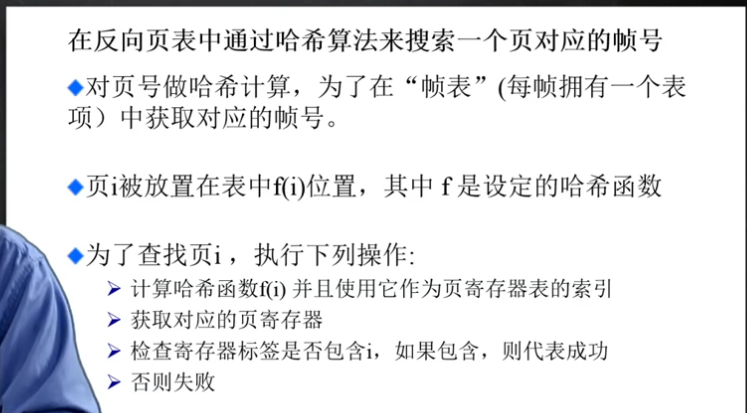 在反向页表中通过哈希算法来搜索一个页对应的帧号
◆对页号做哈希计算，为了在“帧表”(每帧拥有一个表
项）中获取对应的帧号。
◆页i被放置在表中f(i)位置，其中 f 是设定的哈希函数
◆为了查找页i ，执行下列操作:
➢ 计算哈希函数f(i) 并且使用它作为页寄存器表的索引
➢ 获取对应的页寄存器
➢ 检查寄存器标签是否包含i，如果包含，则代表成功
➢ 否则失败